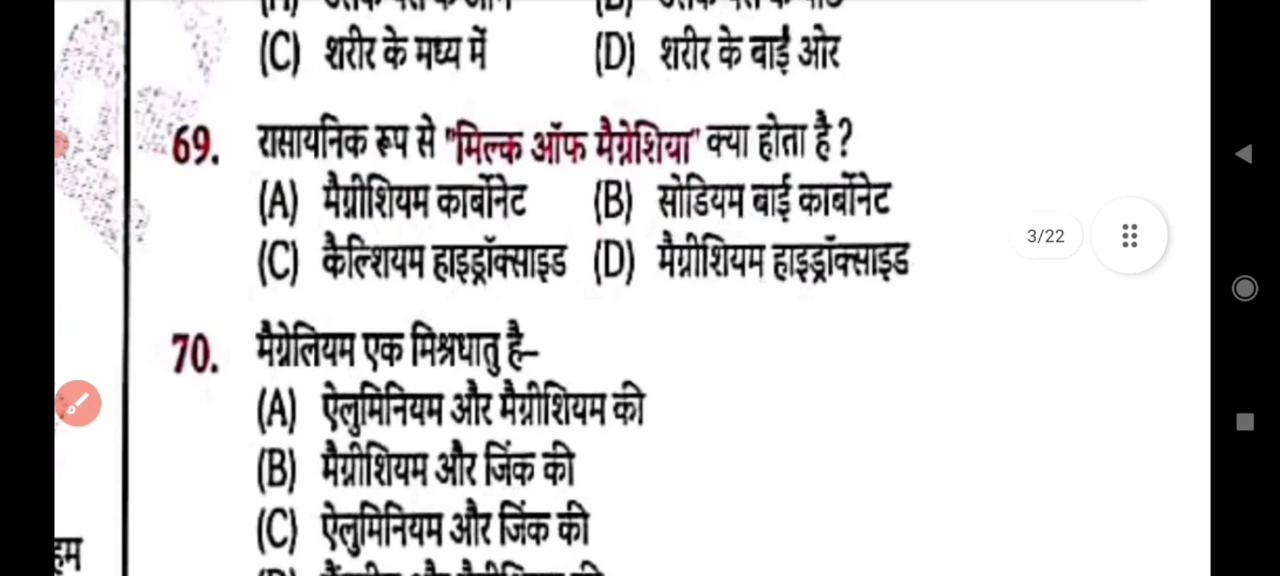 (C) शरीर के मध्य में (D) शरीर के बाईं ओर
69. रासायनिक रूप से "मिल्क ऑफ मैग्नेशिया" क्या होता है ?
(A) मैग्नीशियम कार्बोनेट (B) सोडियम बाई कार्बोनेट
3/22
(C) कैल्शियम हाइड्रॉक्साइड (D) मैग्नीशियम हाइड्रॉक्साइड
70. मैग्नेलियम एक मिश्रधातु है–
(A) ऐलुमिनियम और मैग्नीशियम की
(B) मैग्नीशियम और जिंक की
(C) ऐलुमिनियम और जिंक की